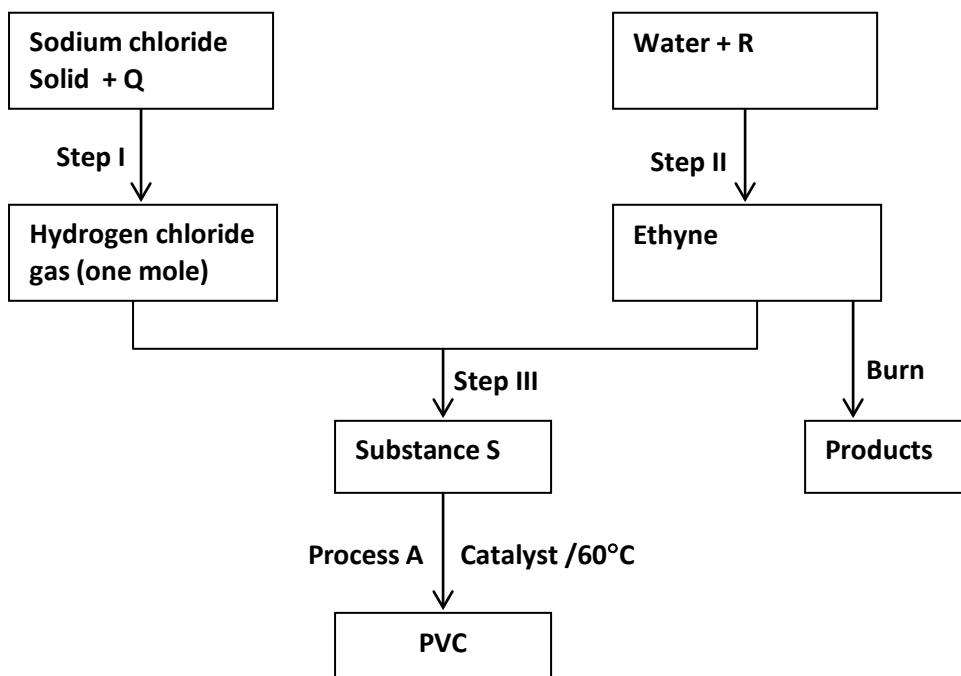 Sodium chloride
Solid + Q
Water + R
Step I
Step II
Hydrogen chloride
gas (one mole)
Ethyne
Step III
Burn
Substance S
Products
Process A
Catalyst /60°C
PVC